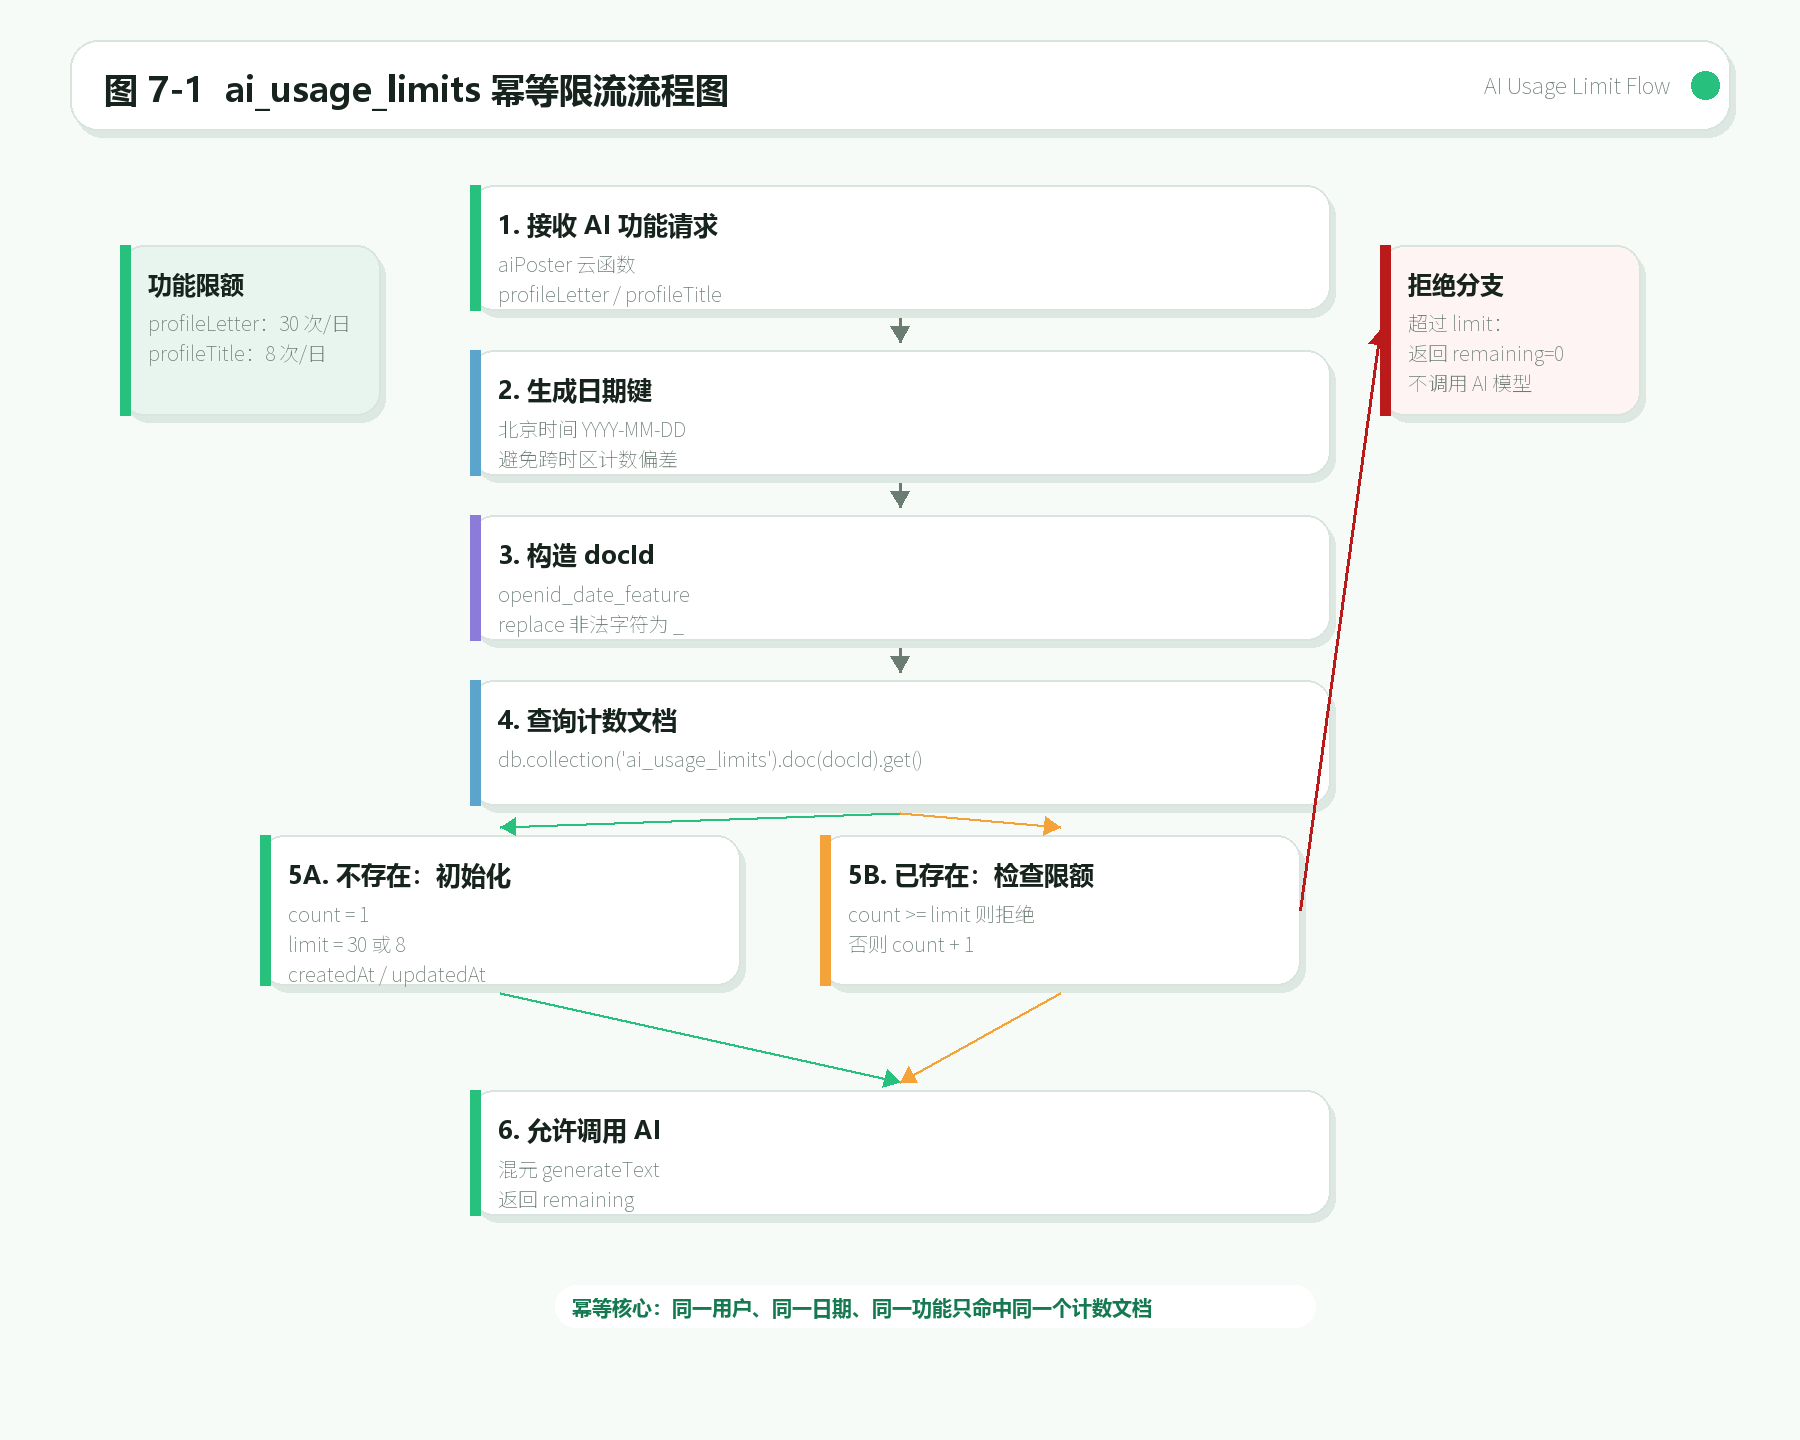 图 7-1 ai_usage_limits 幂等限流流程图
AI Usage Limit Flow
1. 接收 AI 功能请求
aiPoster 云函数
profileLetter / profileTitle
功能限额
profileLetter：30 次/日
profileTitle：8 次/日
拒绝分支
超过 limit：
返回 remaining=0
不调用 AI 模型
2. 生成日期键
北京时间 YYYY-MM-DD
避免跨时区计数偏差
3. 构造 docId
openid_date_feature
replace 非法字符为 _
4. 查询计数文档
db.collection('ai_usage_limits').doc(docId).get()
5A. 不存在：初始化
count = 1
limit = 30 或 8
createdAt / updatedAt
5B. 已存在：检查限额
count >= limit 则拒绝
否则 count + 1
6. 允许调用 AI
混元 generateText
返回 remaining
幂等核心：同一用户、同一日期、同一功能只命中同一个计数文档